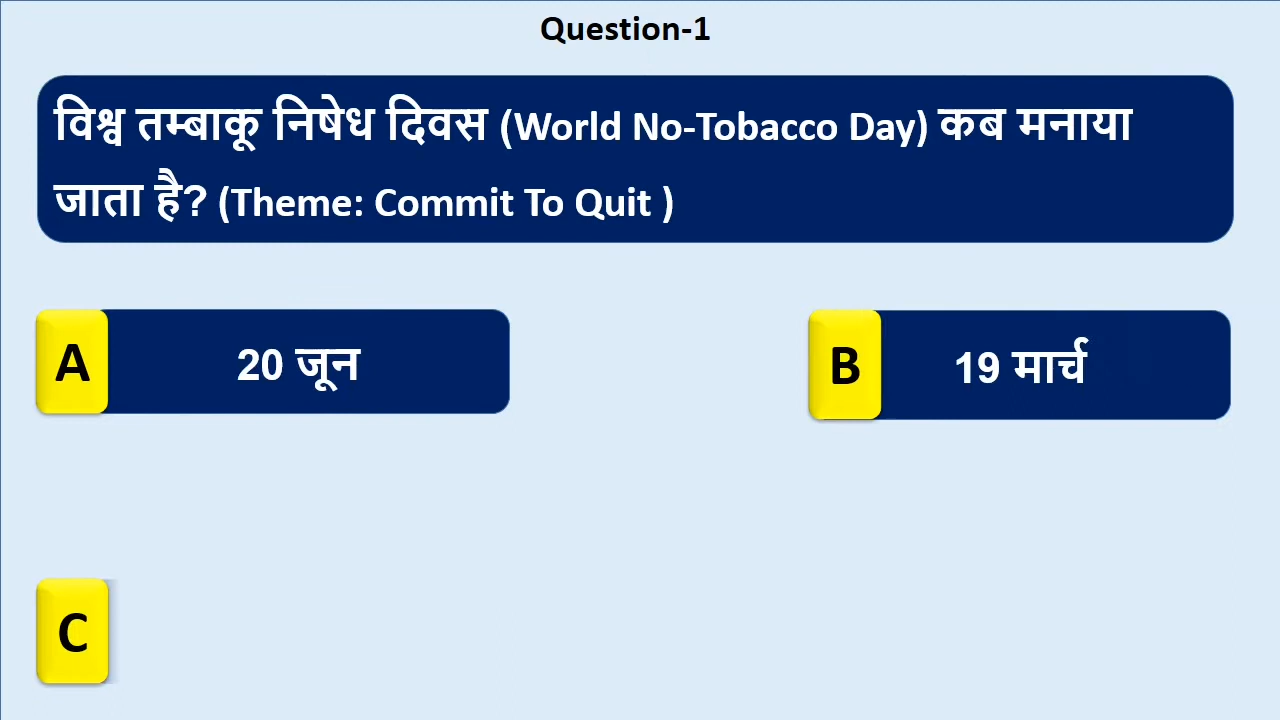 Question-1
विश्व तम्बाकू निषेध दिवस (World No-Tobacco Day) कब मनाया
जाता है? (Theme: Commit To Quit )
A 20 जून
B 19 मार्च
C